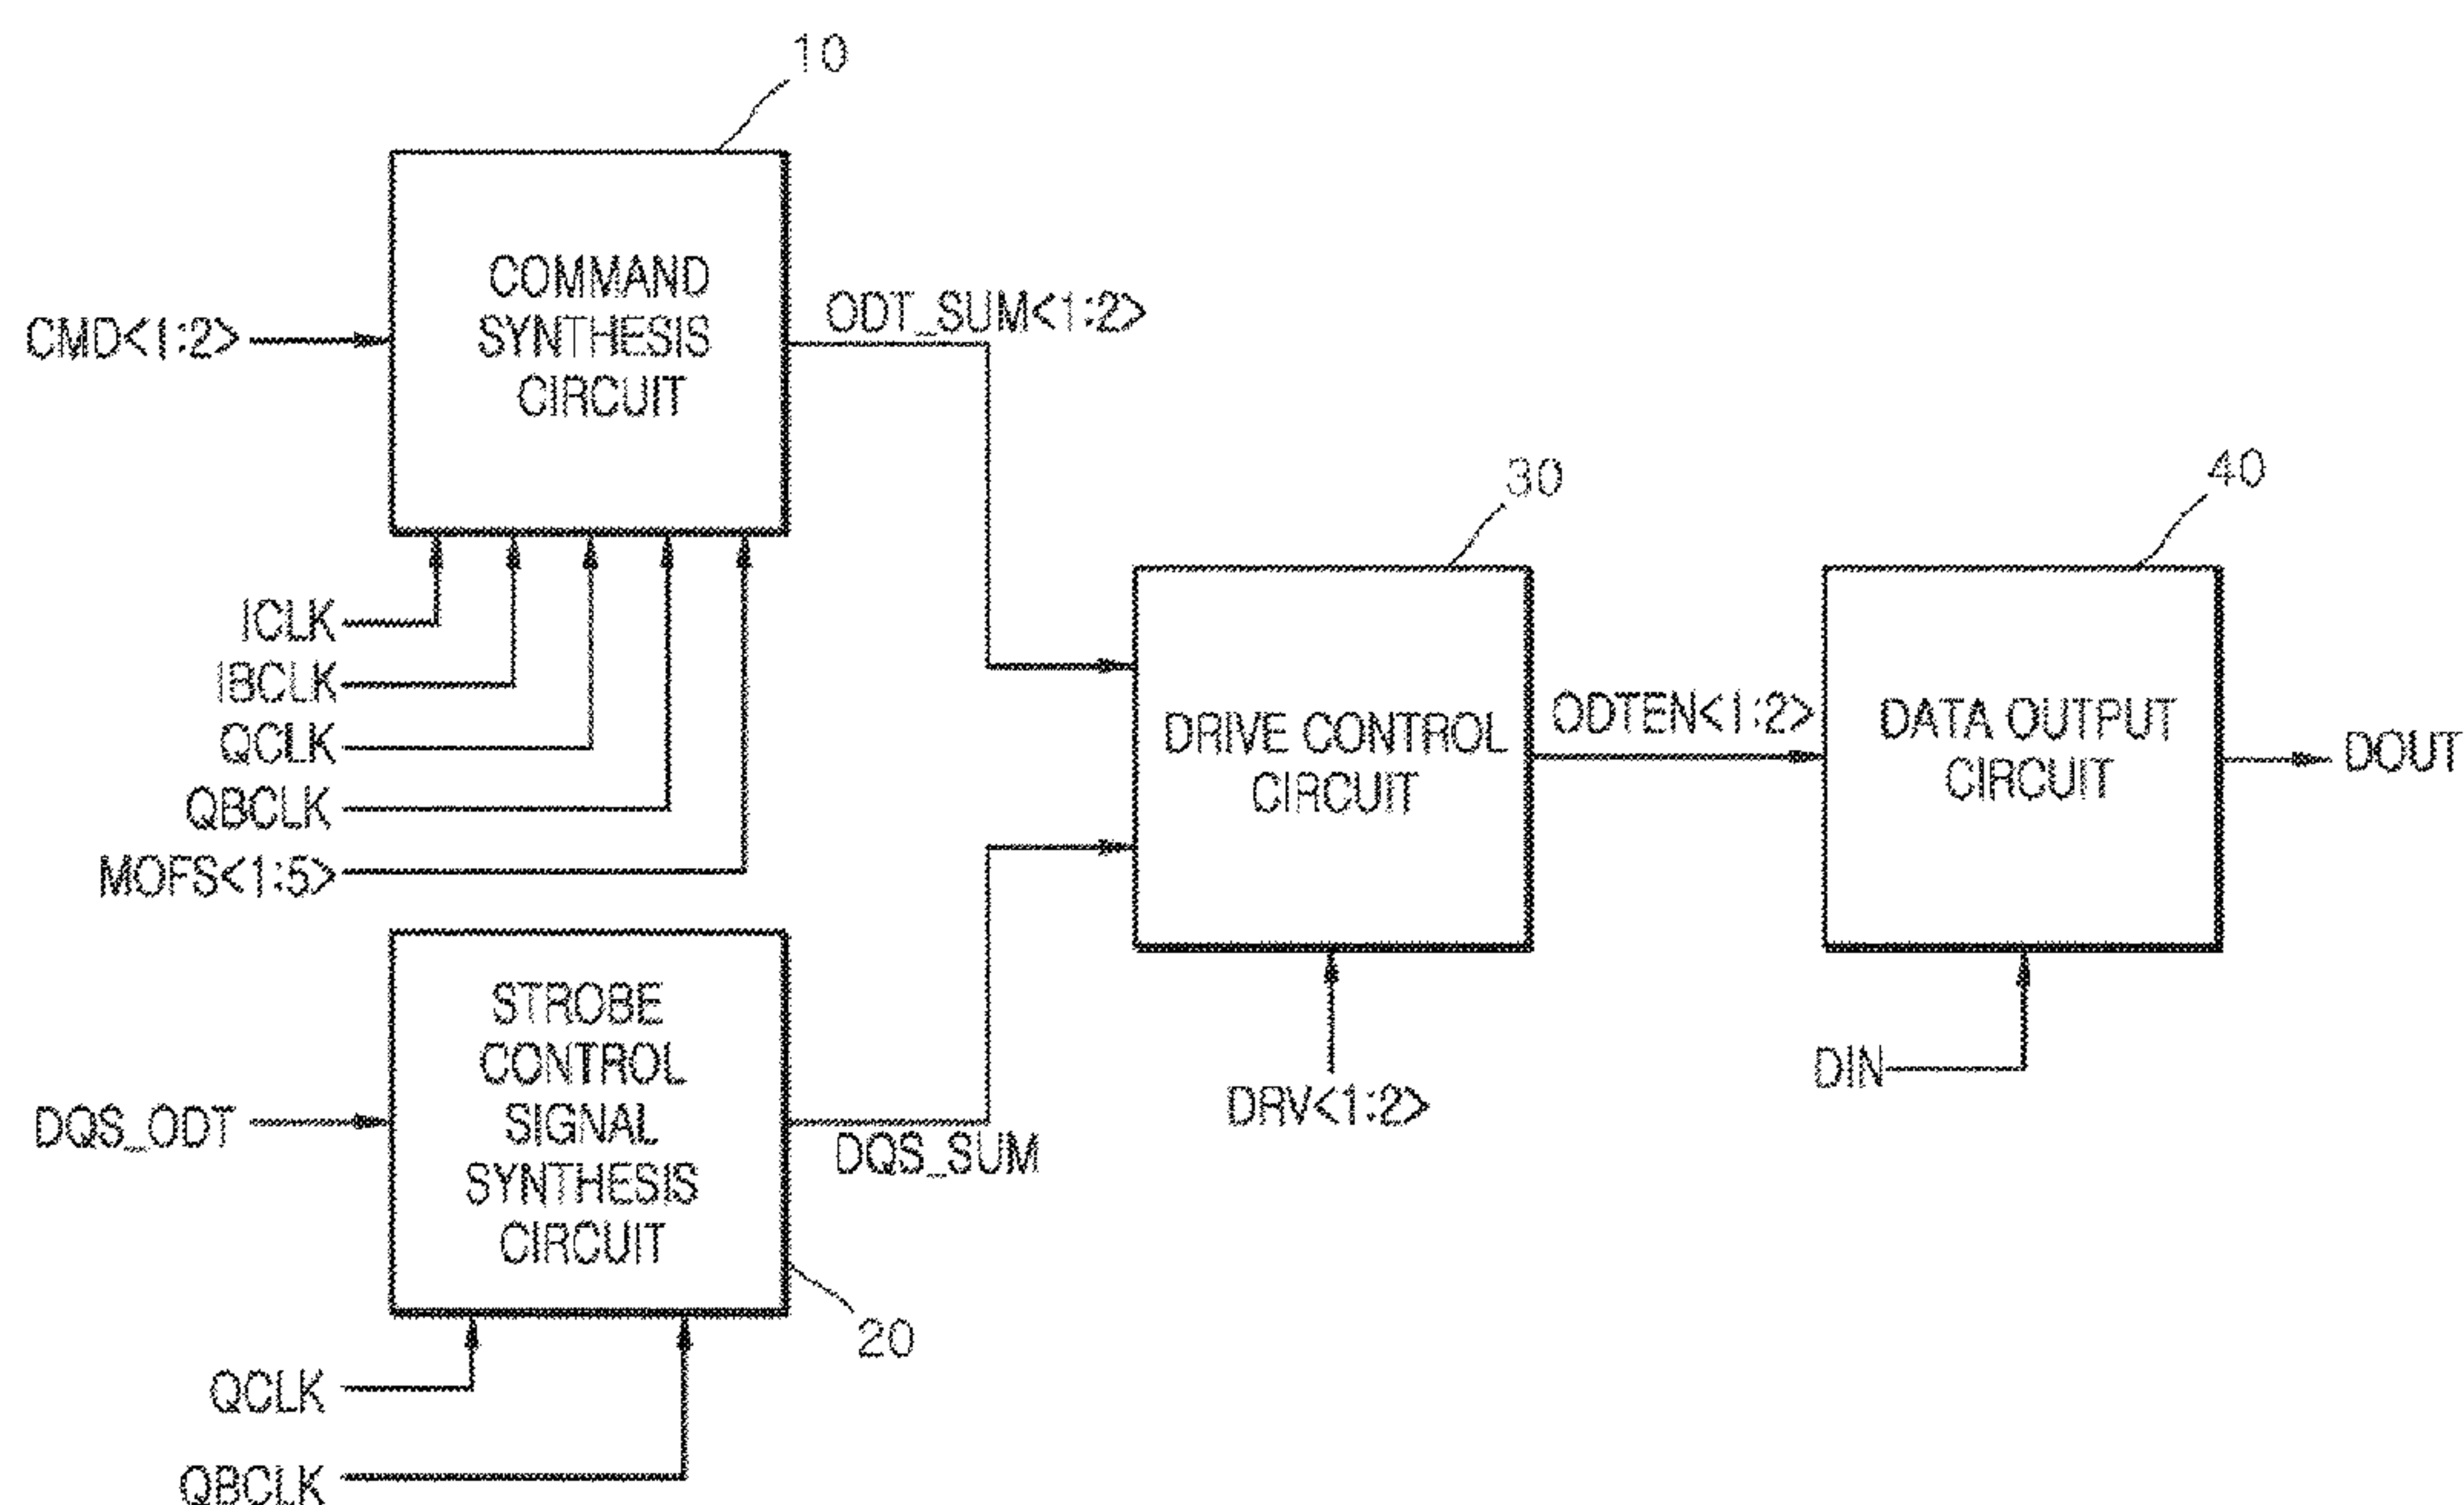 10
COMMAND
SYNTHESIS
CIRCUIT
CMD<1:2>
ODT_SUM<1:2>
ICLK
IBCLK
QCLK
QBCLK
MOFS<1:5>
30
DRIVE CONTROL
CIRCUIT
ODTEN<1:2>
40
DATA OUTPUT
CIRCUIT
DOUT
DIN
DRV<1:2>
STROBE
CONTROL
SIGNAL
SYNTHESIS
CIRCUIT
DQS_ODT
DQS_SUM
20
QCLK
QBCLK